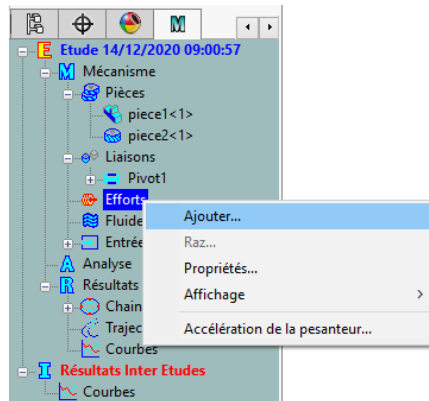 Etude 14/12/2020 09:00:57
Mécanisme
Pièces
piece1<1>
piece2<1>
Liaisons
Pivot1
Efforts
Ajouter...
Fluide
Raz...
Entrée
Propriétés...
Analyse
Résultats
Affichage
Chain
Trajec
Accélération de la pesanteur...
Courbes
Résultats Inter Etudes
Courbes